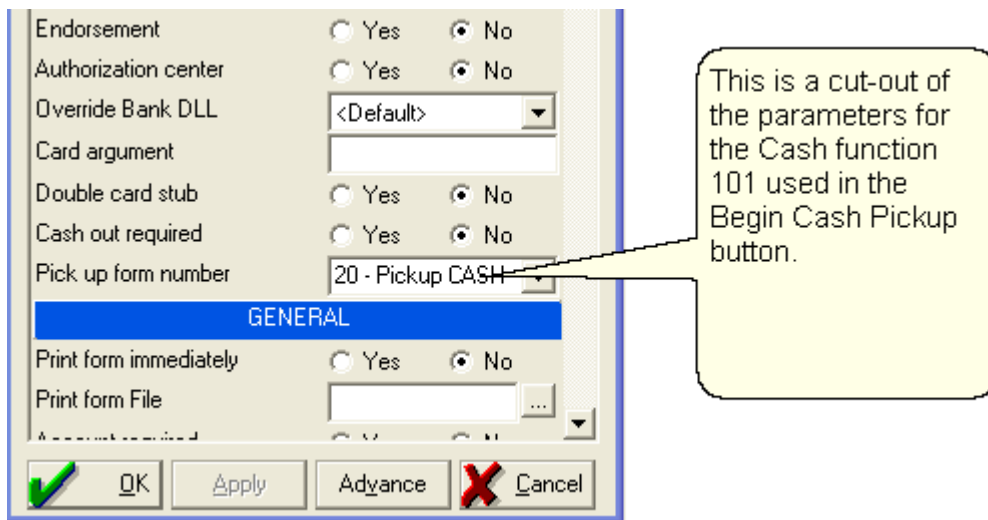 Endorsement Yes No
Authorization center Yes No
Override Bank DLL <Default>
Card argument
Double card stub Yes No
Cash out required Yes No
Pick up form number 20 - Pickup CASH
GENERAL
Print form immediately Yes No
Print form File ...
OK Apply Advance Cancel
This is a cut-out of
the parameters for
the Cash function
101 used in the
Begin Cash Pickup
button.